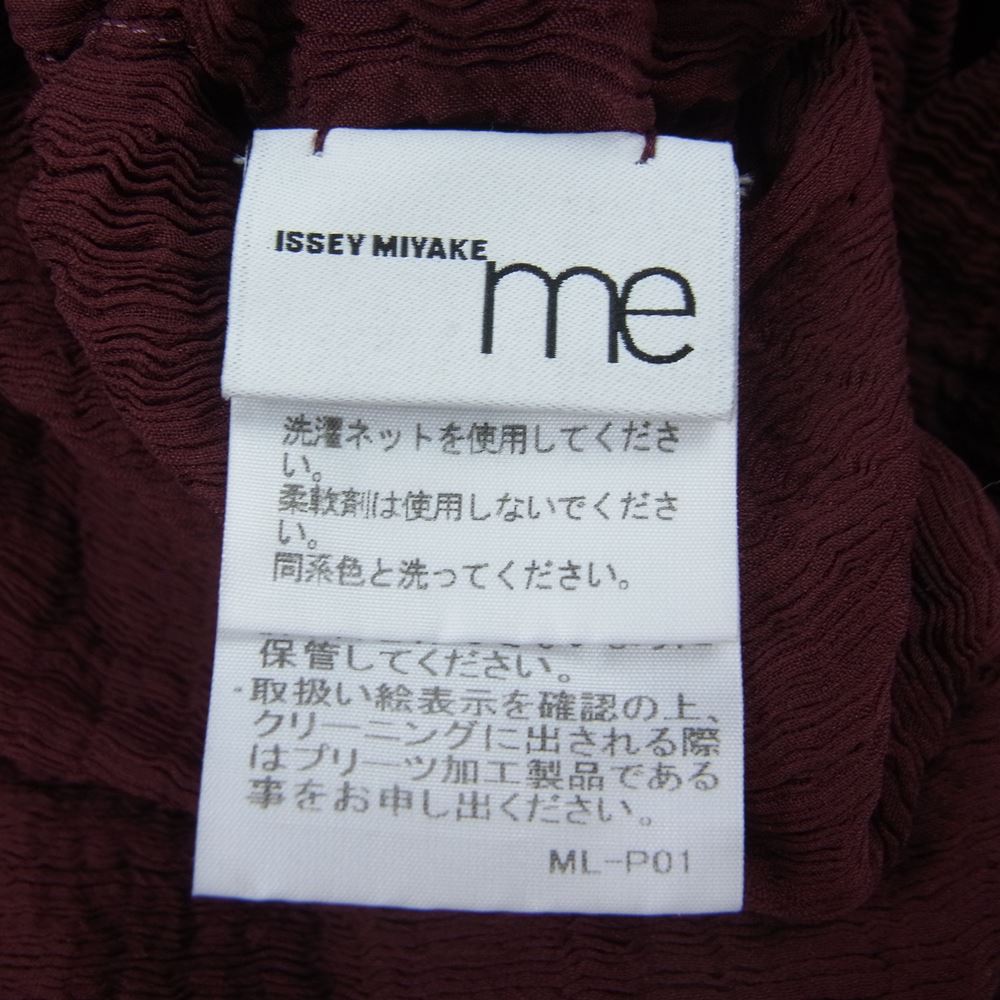 ISSEY MIYAKE
me
洗濯ネットを使用してくださ
い。
柔軟剤は使用しないでくださ
い。
同系色と洗ってください。
保管してください。
・取扱い絵表示を確認の上、
クリーニングに出される際
はプリーツ加工製品である
事をお申し出ください。
ML-P01